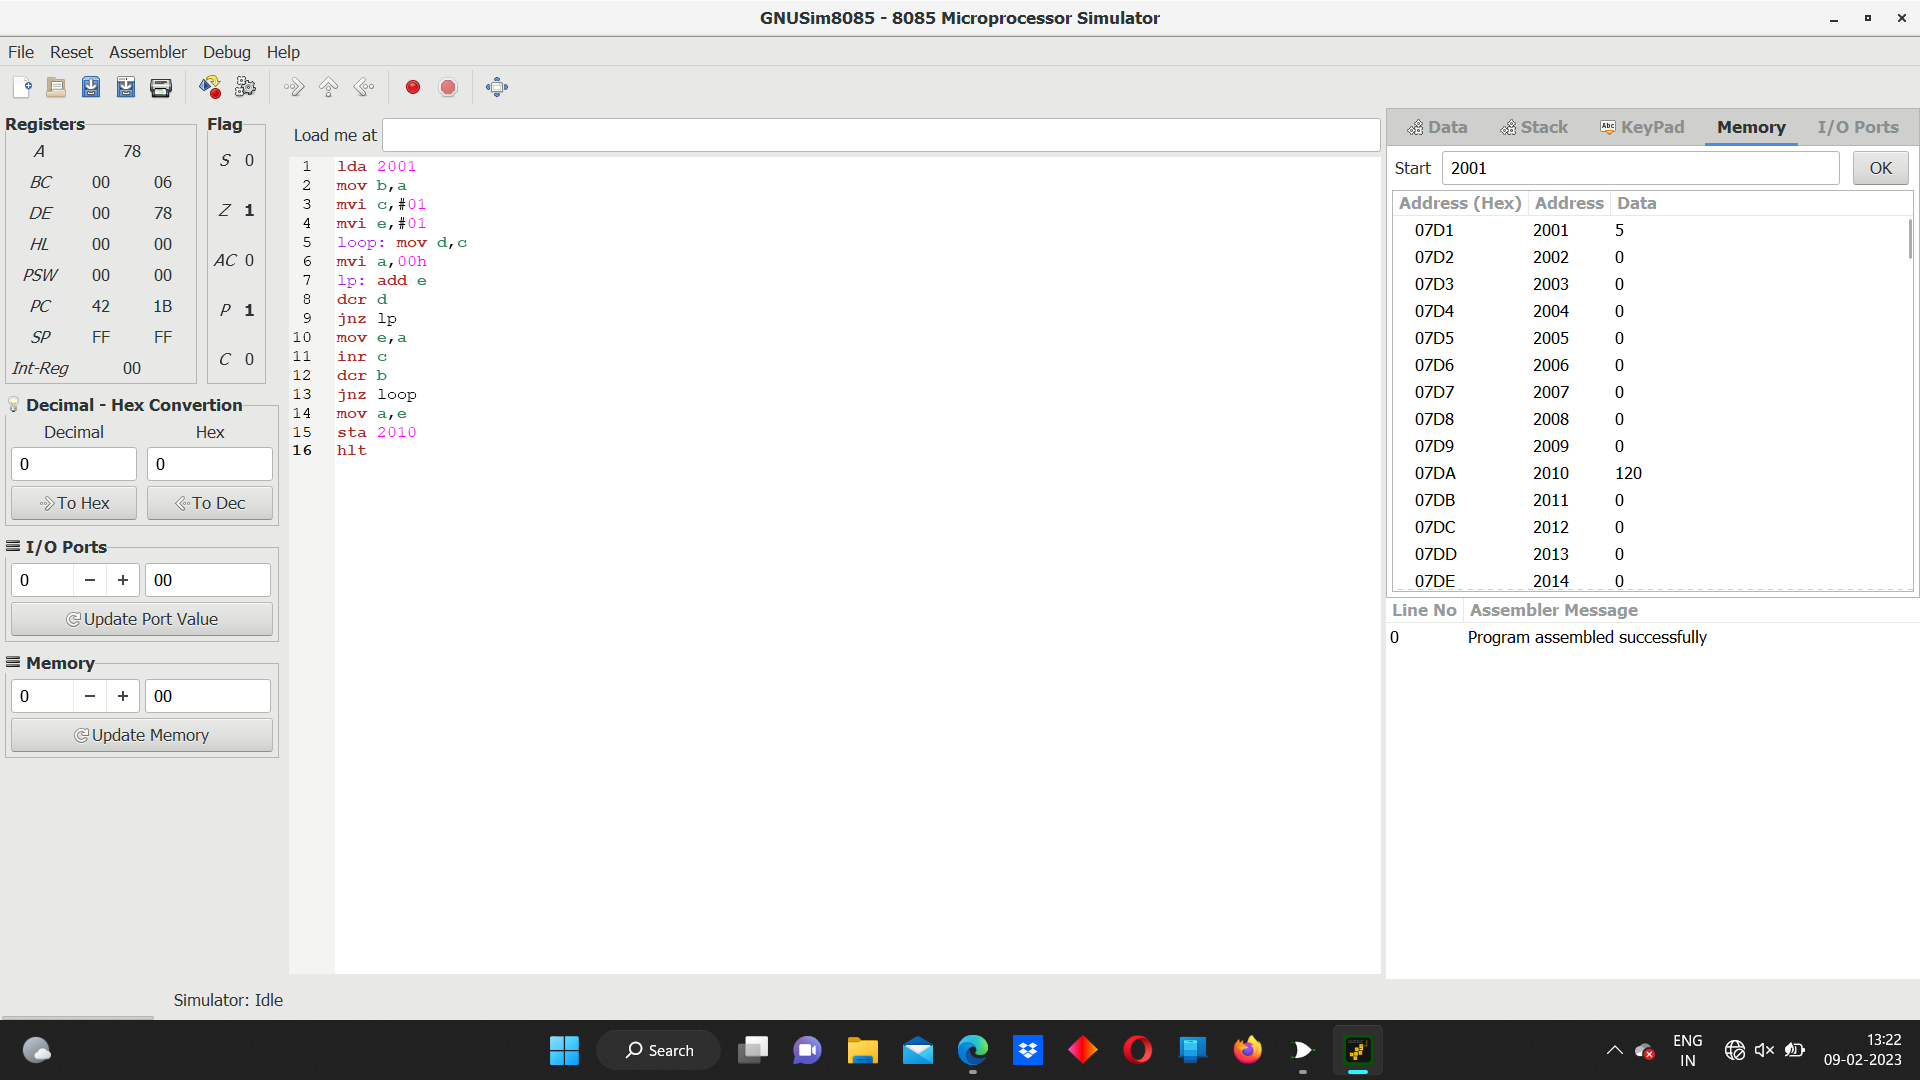 GNUSim8085 - 8085 Microprocessor Simulator
File Reset Assembler Debug Help
Registers
A 78
BC 00 06
DE 00 78
HL 00 00
PSW 00 00
PC 42 1B
SP FF FF
Int-Reg 00
Flag
S 0
Z 1
AC 0
P 1
C 0
Decimal - Hex Convertion
Decimal Hex
0 0
To Hex To Dec
I/O Ports
0 − + 00
Update Port Value
Memory
0 − + 00
Update Memory
Load me at
1 lda 2001
2 mov b,a
3 mvi c,#01
4 mvi e,#01
5 loop: mov d,c
6 mvi a,00h
7 lp: add e
8 dcr d
9 jnz lp
10 mov e,a
11 inr c
12 dcr b
13 jnz loop
14 mov a,e
15 sta 2010
16 hlt
Data Stack Abc KeyPad Memory I/O Ports
Start 2001 OK
Address (Hex) Address Data
07D1 2001 5
07D2 2002 0
07D3 2003 0
07D4 2004 0
07D5 2005 0
07D6 2006 0
07D7 2007 0
07D8 2008 0
07D9 2009 0
07DA 2010 120
07DB 2011 0
07DC 2012 0
07DD 2013 0
07DE 2014 0
Line No Assembler Message
0 Program assembled successfully
Simulator: Idle
Search
ENG
IN
13:22
09-02-2023